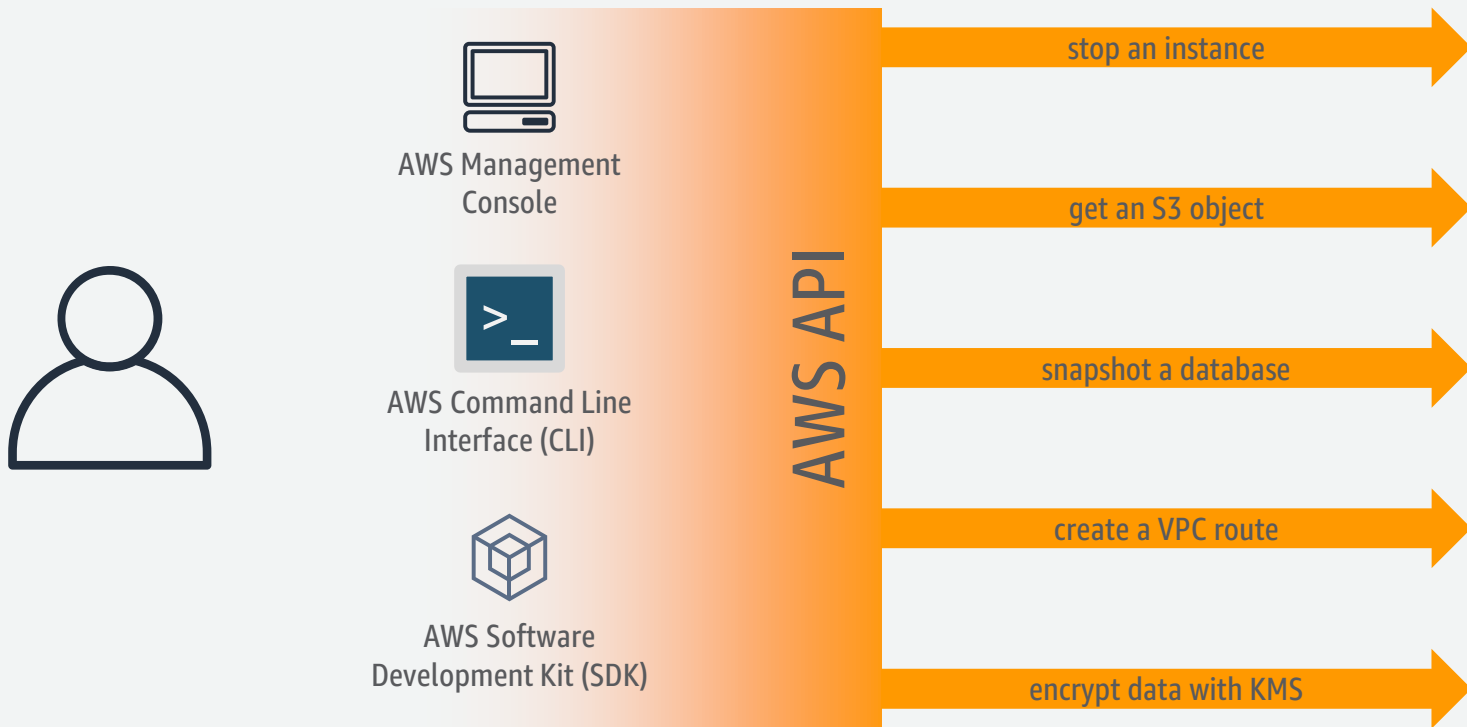 AWS Management
Console
>_
AWS Command Line
Interface (CLI)
AWS Software
Development Kit (SDK)
AWS API
stop an instance
get an S3 object
snapshot a database
create a VPC route
encrypt data with KMS